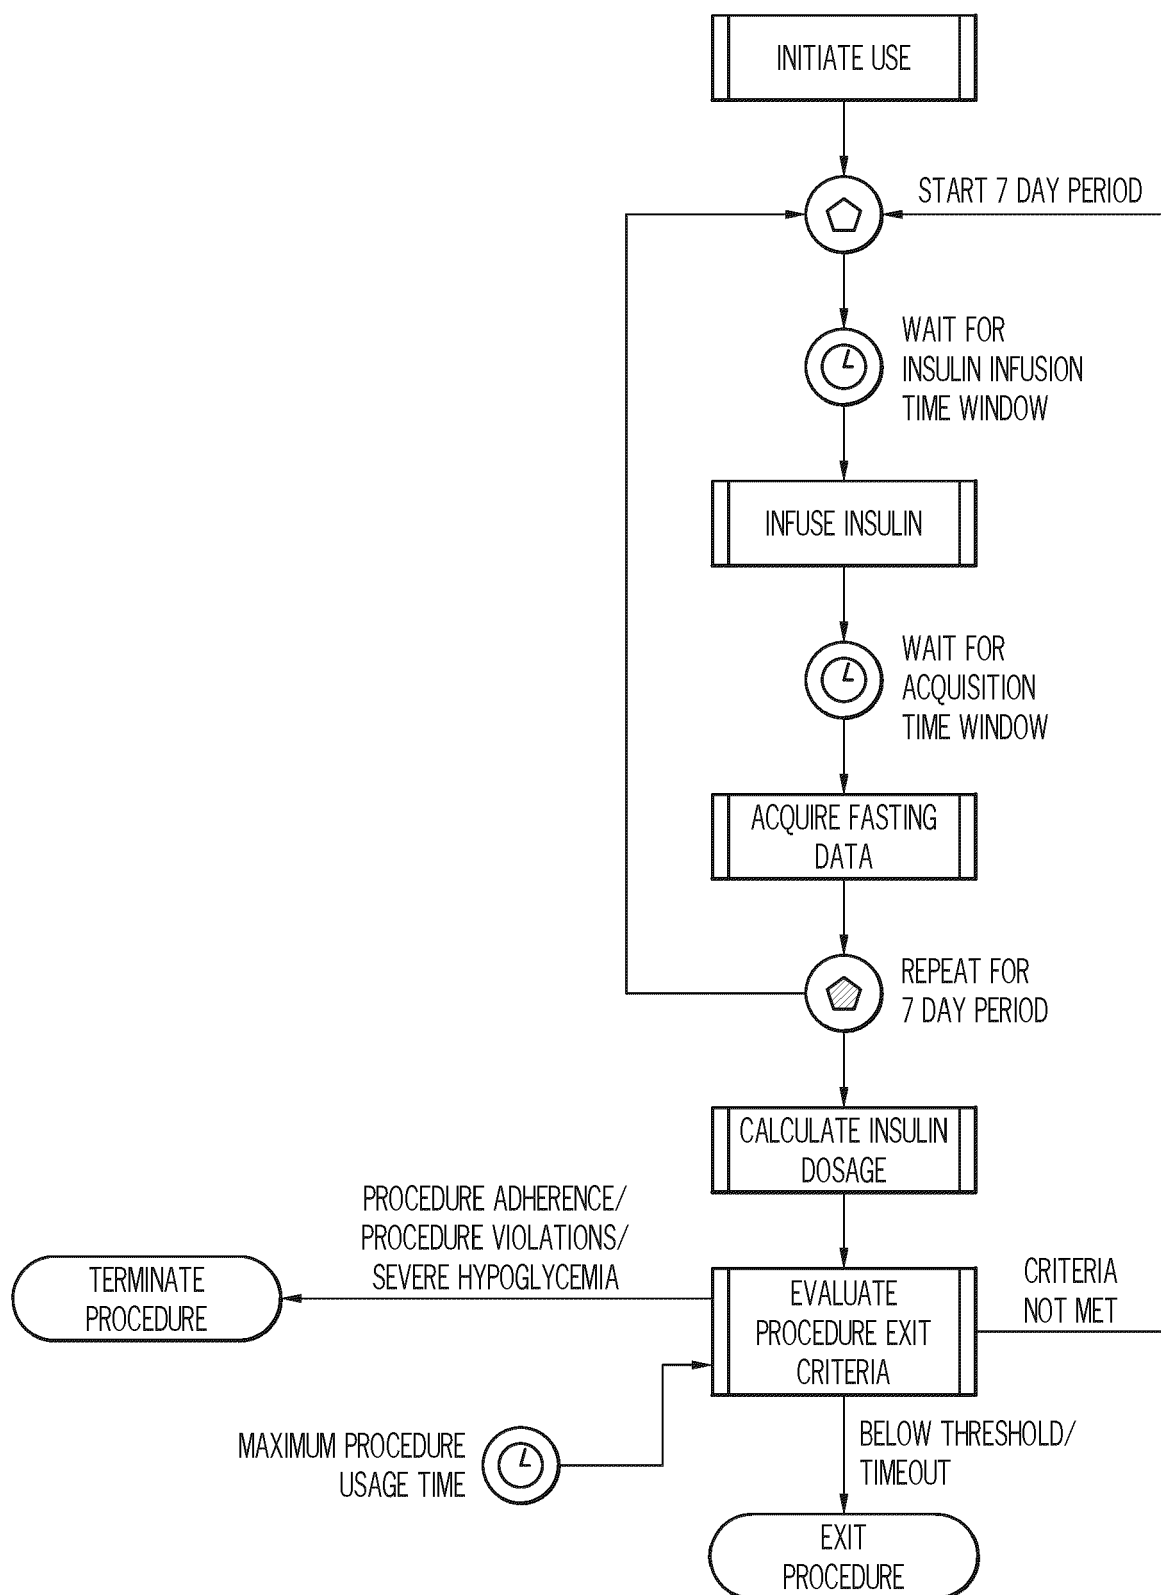 INITIATE USE
START 7 DAY PERIOD
WAIT FOR
INSULIN INFUSION
TIME WINDOW
INFUSE INSULIN
WAIT FOR
ACQUISITION
TIME WINDOW
ACQUIRE FASTING
DATA
REPEAT FOR
7 DAY PERIOD
CALCULATE INSULIN
DOSAGE
PROCEDURE ADHERENCE/
PROCEDURE VIOLATIONS/
SEVERE HYPOGLYCEMIA
TERMINATE
PROCEDURE
EVALUATE
PROCEDURE EXIT
CRITERIA
CRITERIA
NOT MET
MAXIMUM PROCEDURE
USAGE TIME
BELOW THRESHOLD/
TIMEOUT
EXIT
PROCEDURE